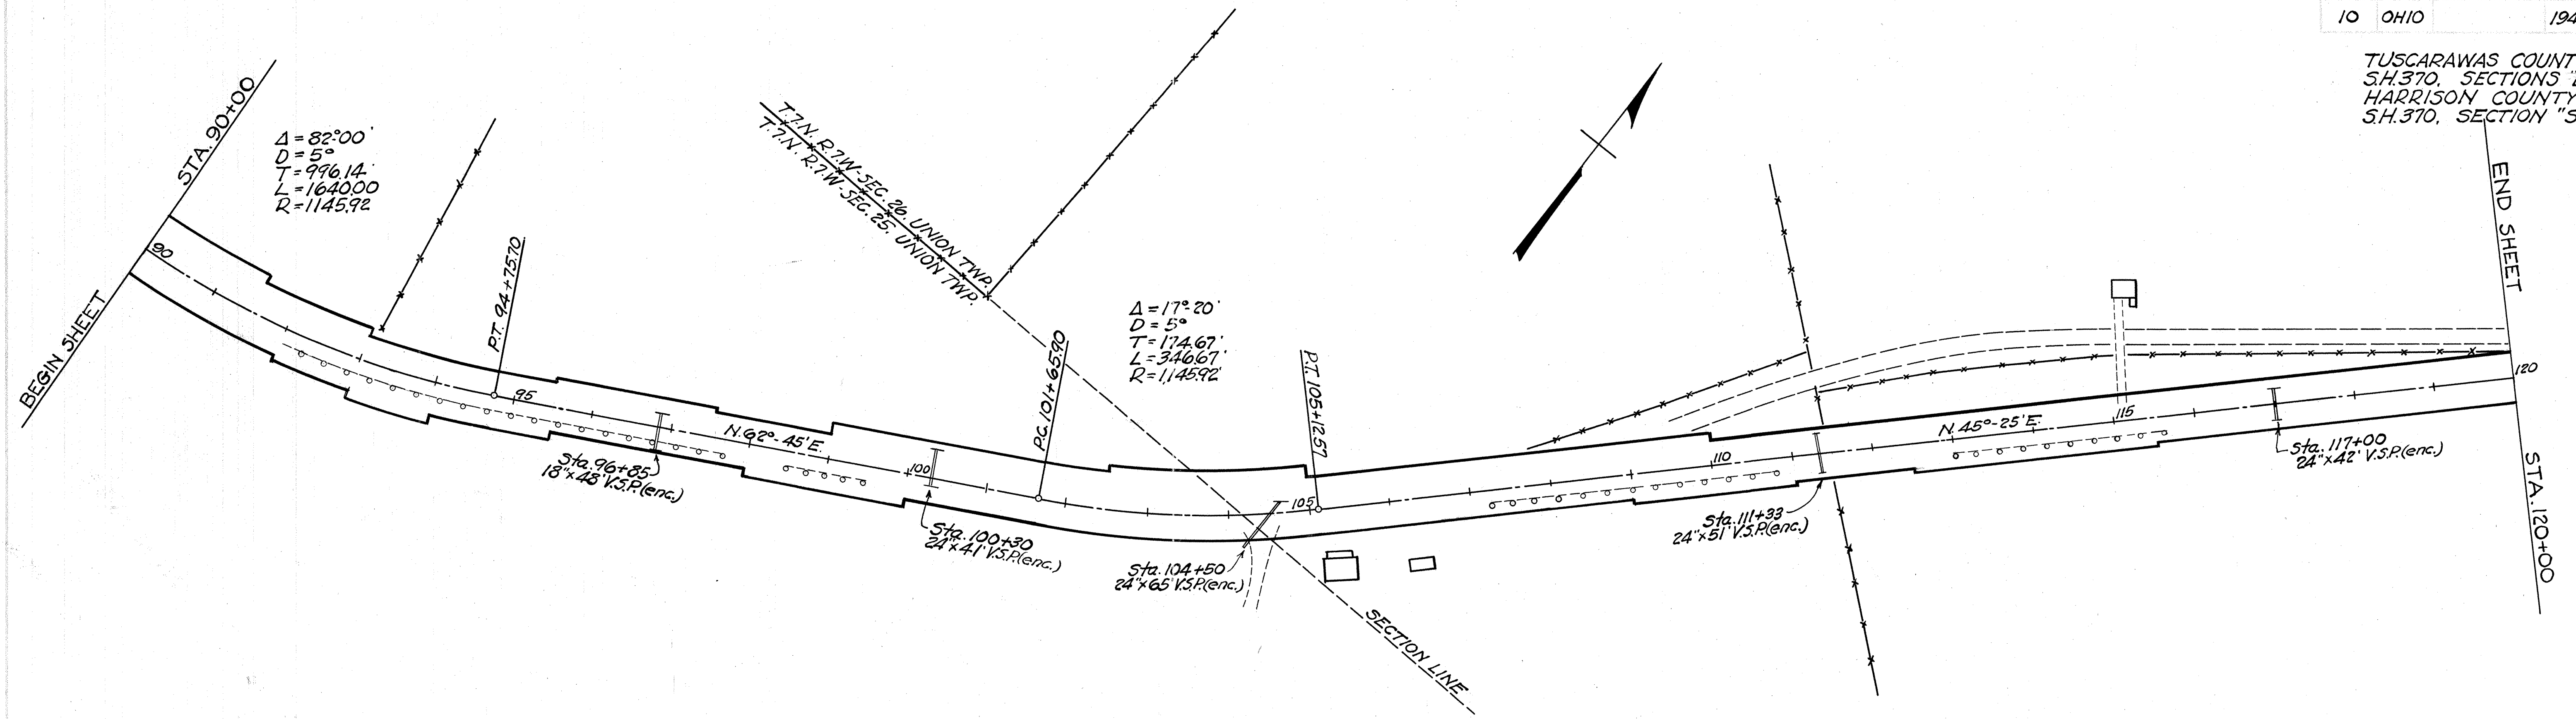 10 OH10 194
TUSCARAWAS COUNT
S.H.370, SECTIONS "
HARRISON COUNTY
S.H.370, SECTION "S
STA. 90+00
BEGIN SHEET
Δ = 82°00'
D = 5°
T = 996.14'
L = 1640.00
R = 1145.92
90
P.T. 94+75.70
95
T.7.N. R.7.W-SEC. 26. UNION TWP.
T.7.N. R.7.W-SEC. 25. UNION TWP.
N.62°-45'E.
Sta. 96+85
18"x48' V.S.P.(enc.)
100
Sta. 100+30
24"x41' V.S.P.(enc.)
P.C. 101+65.90
Δ = 17°-20'
D = 5°
T = 174.67'
L = 346.67'
R = 1,145.92'
P.T. 105+12.57
105
Sta. 104+50
24"x65' V.S.P.(enc.)
SECTION LINE
110
Sta. 111+33
24"x51' V.S.P.(enc.)
N.45°-25'E.
115
Sta. 117+00
24"x42' V.S.P.(enc.)
120
END SHEET
STA. 120+00